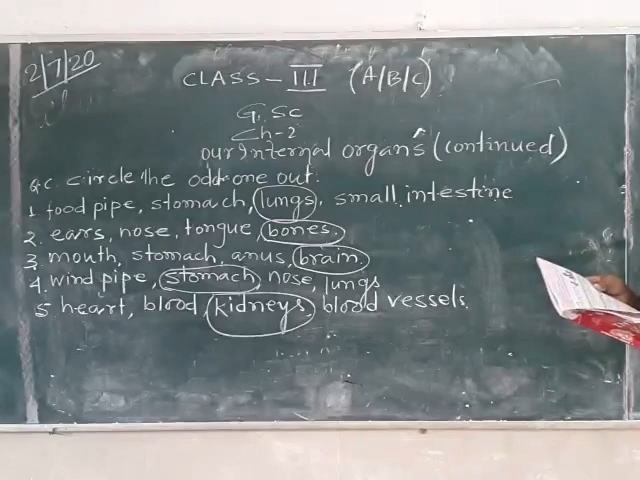 2/7/20
CLASS - III (A/B/C)
G. Sc
Ch-2
Our Internal organs (continued)
Q.C. Circle the odd one out.
1. food pipe, stomach, lungs, small intestine
2. ears, nose, tongue, bones.
3. mouth, stomach, anus, brain.
4. wind pipe, stomach, nose, lungs
5. heart, blood, kidneys, blood vessels.